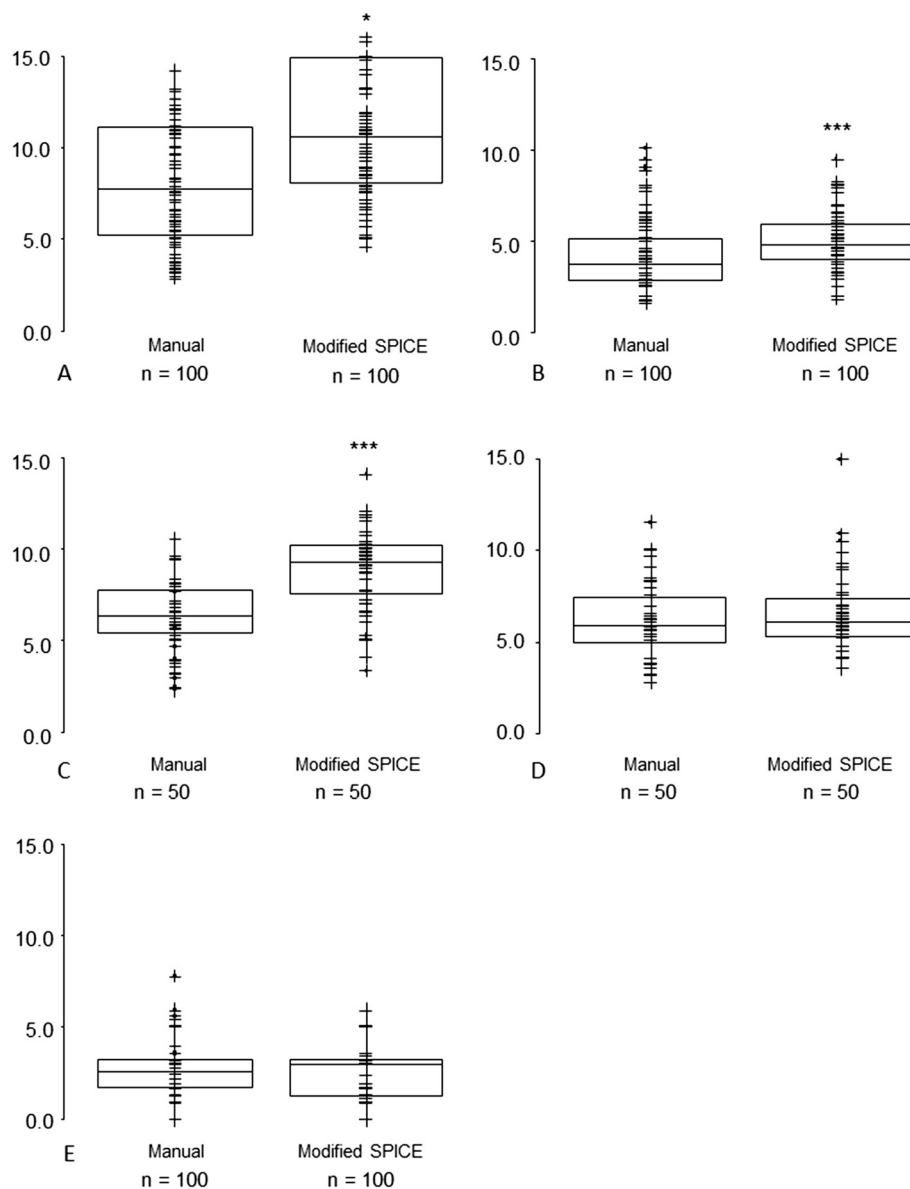 *
15.0
10.0
5.0
0.0
Manual
Modified SPICE
A
n = 100
n = 100
15.0
***
10.0
5.0
0.0
Manual
Modified SPICE
B
n = 100
n = 100
***
15.0
10.0
5.0
0.0
Manual
Modified SPICE
C
n = 50
n = 50
15.0
10.0
5.0
0.0
Manual
Modified SPICE
D
n = 50
n = 50
15.0
10.0
5.0
0.0
Manual
Modified SPICE
E
n = 100
n = 100